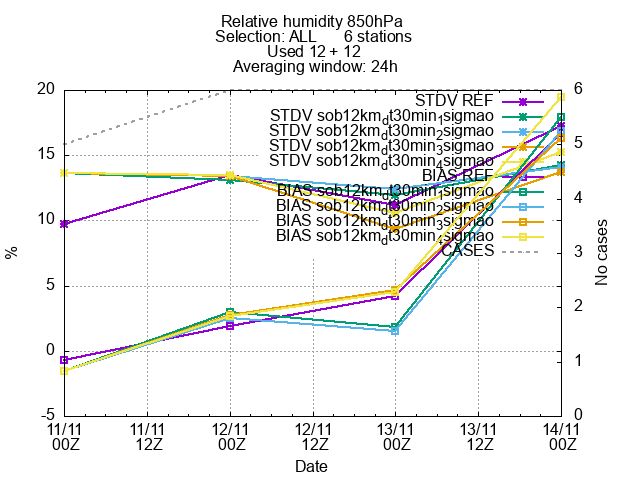 Relative humidity 850hPa
Selection: ALL 6 stations
Used 12 + 12
Averaging window: 24h
20
15
10
5
0
-5
%
6
5
4
3
2
1
0
No cases
STDV REF
STDV sob12km_dt30min_1sigmao
STDV sob12km_dt30min_2sigmao
STDV sob12km_dt30min_3sigmao
STDV sob12km_dt30min_4sigmao
BIAS REF
BIAS sob12km_dt30min_1sigmao
BIAS sob12km_dt30min_2sigmao
BIAS sob12km_dt30min_3sigmao
BIAS sob12km_dt30min_4sigmao
CASES
11/11 11/11 12/11 12/11 13/11 13/11 14/11
00Z 12Z 00Z 12Z 00Z 12Z 00Z
Date